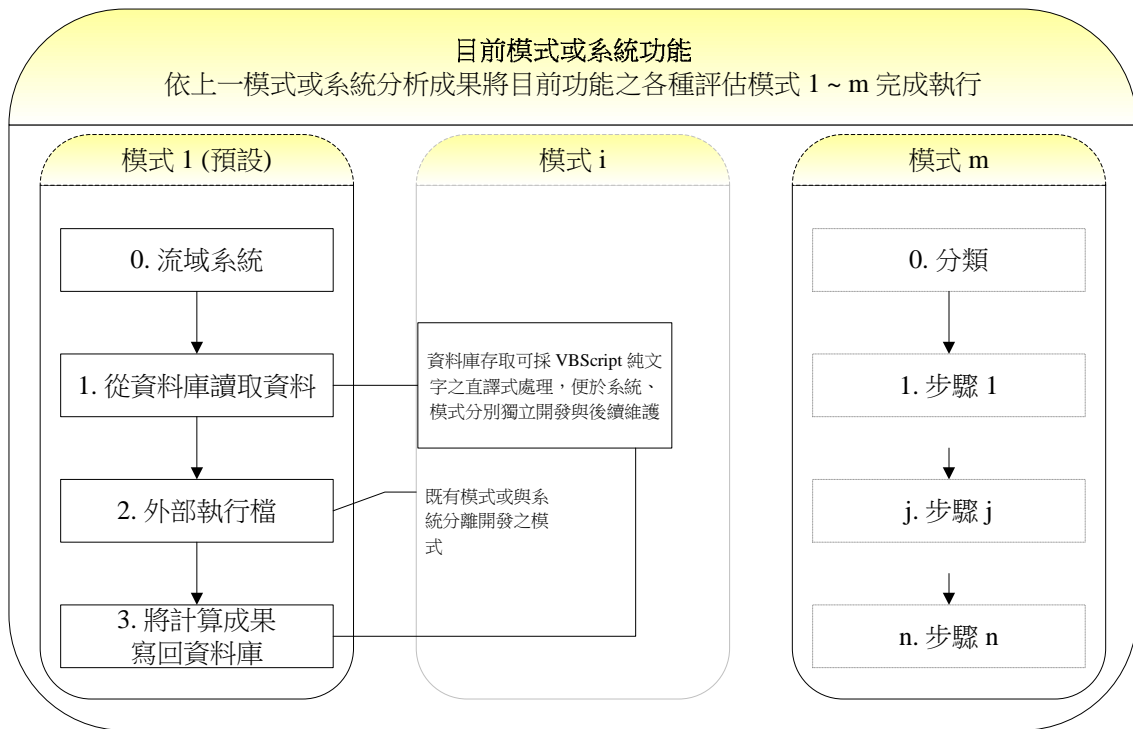 目前模式或系統功能
依上一模式或系統分析成果將目前功能之各種評估模式 1 ~ m 完成執行
模式 1 (預設)
0. 流域系統
1. 從資料庫讀取資料
2. 外部執行檔
3. 將計算成果
寫回資料庫
模式 i
資料庫存取可採 VBScript 純文
字之直譯式處理，便於系統、
模式分別獨立開發與後續維護
既有模式或與系
統分離開發之模
式
模式 m
0. 分類
1. 步驟 1
j. 步驟 j
n. 步驟 n